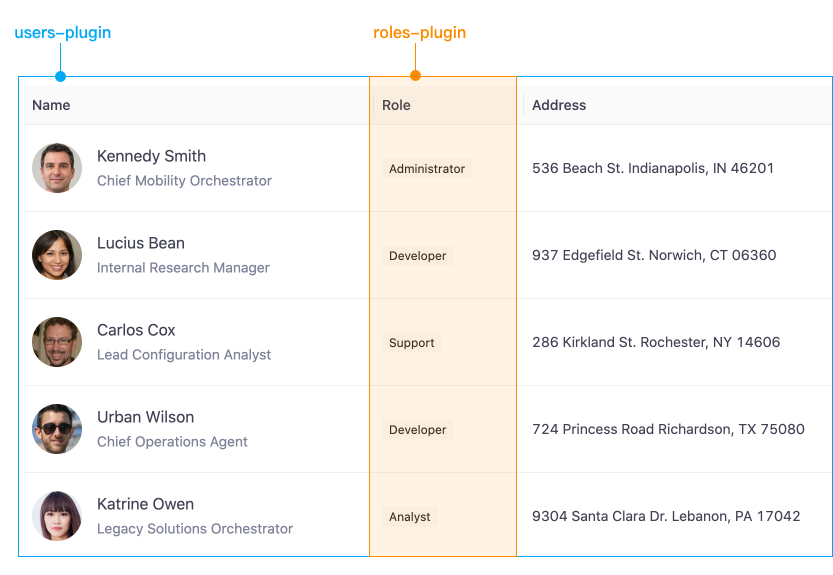 users-plugin
roles-plugin
Name
Role
Address
Kennedy Smith
Chief Mobility Orchestrator
Administrator
536 Beach St. Indianapolis, IN 46201
Lucius Bean
Internal Research Manager
Developer
937 Edgefield St. Norwich, CT 06360
Carlos Cox
Lead Configuration Analyst
Support
286 Kirkland St. Rochester, NY 14606
Urban Wilson
Chief Operations Agent
Developer
724 Princess Road Richardson, TX 75080
Katrine Owen
Legacy Solutions Orchestrator
Analyst
9304 Santa Clara Dr. Lebanon, PA 17042